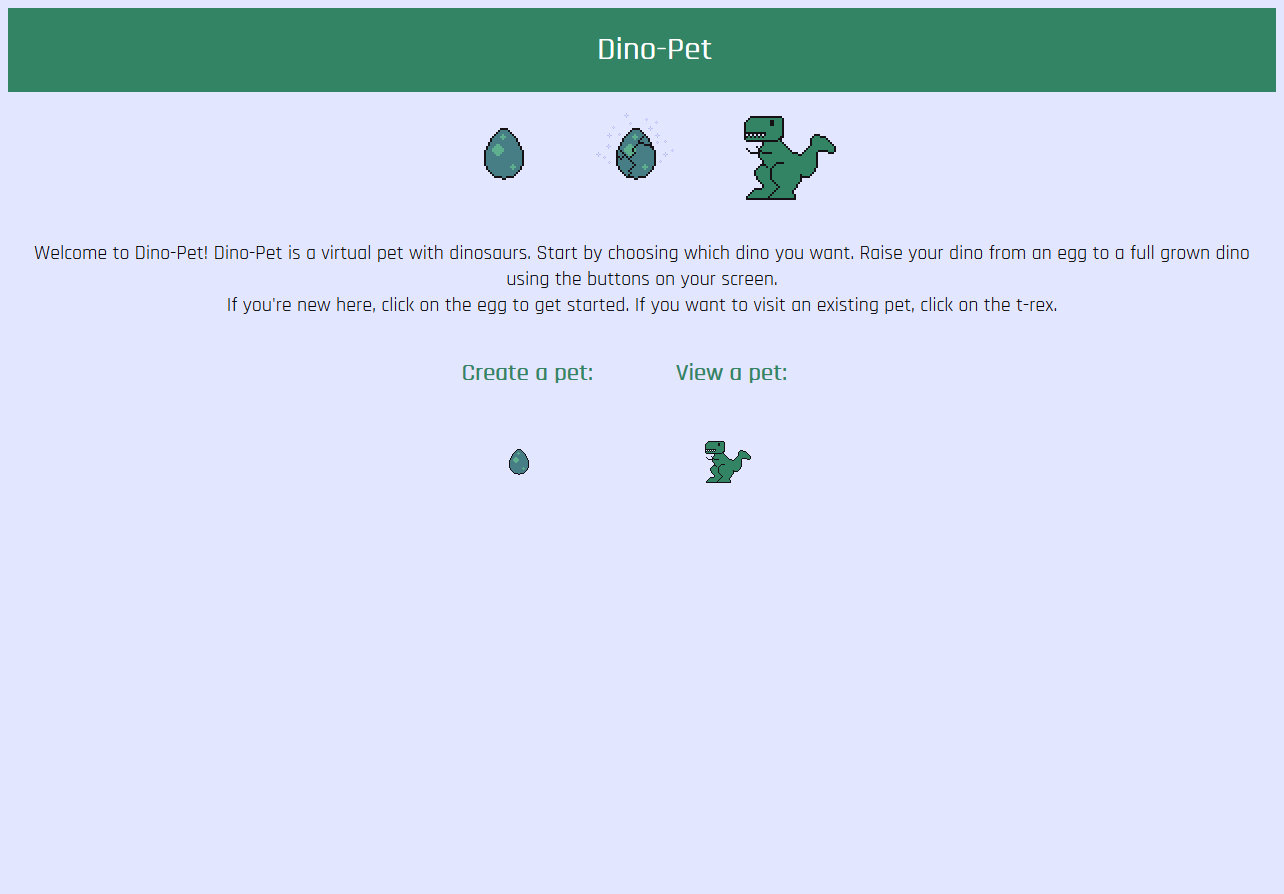 Dino-Pet
Welcome to Dino-Pet! Dino-Pet is a virtual pet with dinosaurs. Start by choosing which dino you want. Raise your dino from an egg to a full grown dino
using the buttons on your screen.
If you're new here, click on the egg to get started. If you want to visit an existing pet, click on the t-rex.
Create a pet:
View a pet: